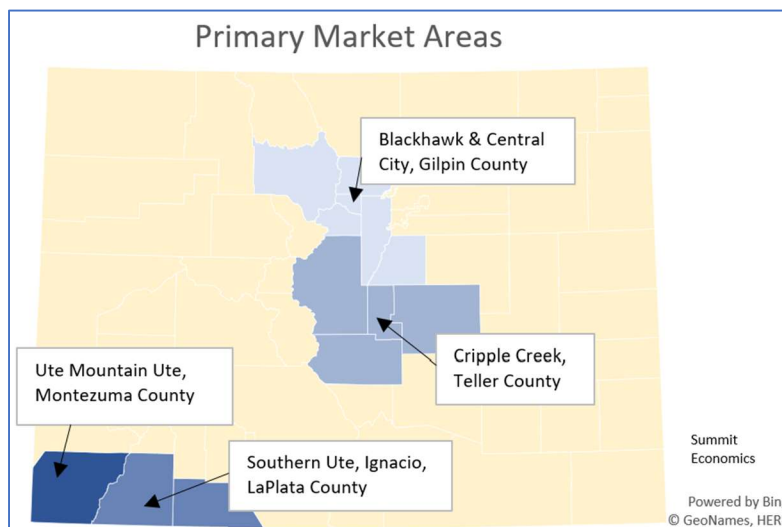 Primary Market Areas
Blackhawk & Central
City, Gilpin County
Cripple Creek,
Teller County
Ute Mountain Ute,
Montezuma County
Southern Ute, Ignacio,
LaPlata County
Summit
Economics
Powered by Bin
© GeoNames, HER